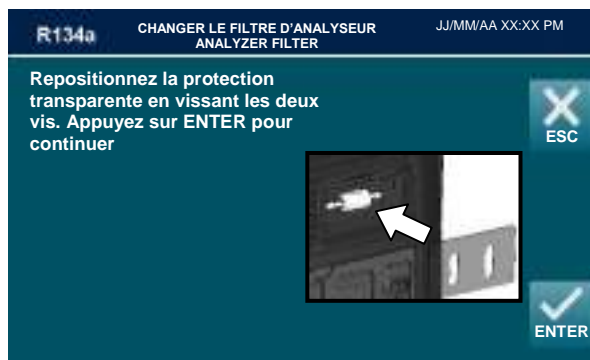 R134a
CHANGER LE FILTRE D'ANALYSEUR
ANALYZER FILTER
JJ/MM/AA XX:XX PM
Repositionnez la protection
transparente en vissant les deux
vis. Appuyez sur ENTER pour
continuer
ESC
ENTER